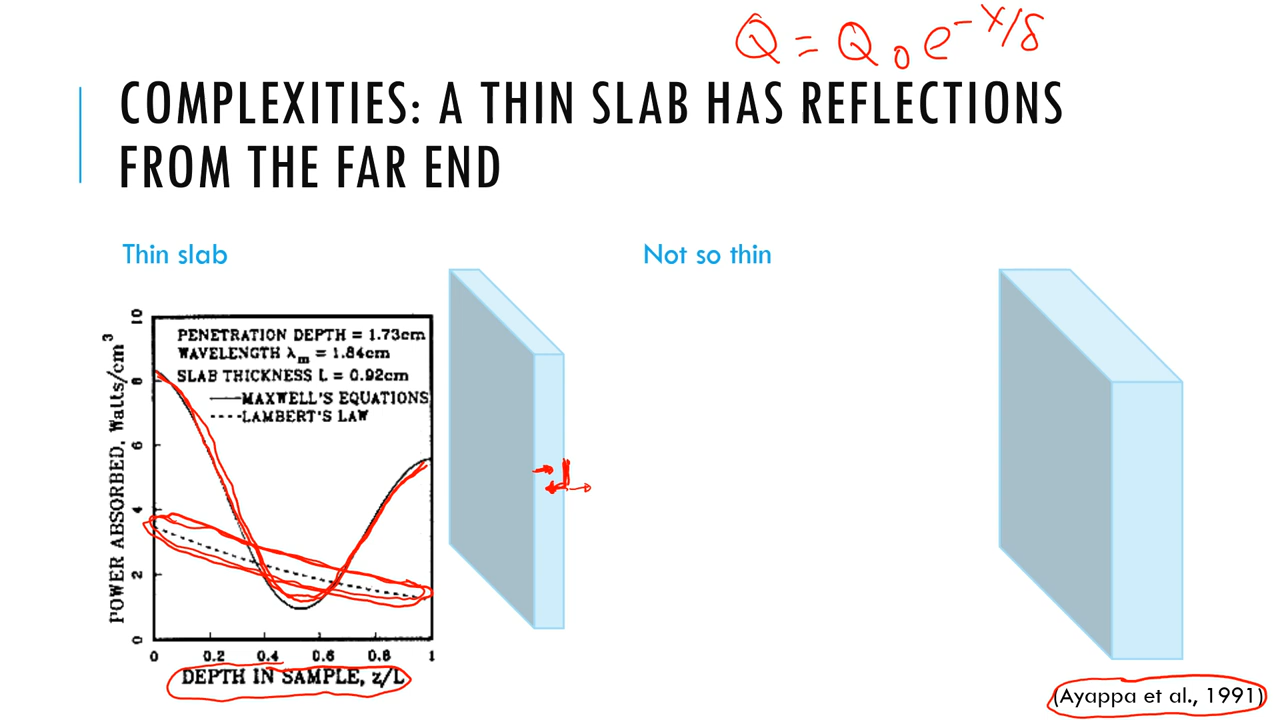 Q = Q₀ e^{-x/δ}
COMPLEXITIES: A THIN SLAB HAS REFLECTIONS
FROM THE FAR END
Thin slab
Not so thin
PENETRATION DEPTH = 1.73cm
WAVELENGTH λm = 1.84cm
SLAB THICKNESS L = 0.92cm
MAXWELL'S EQUATIONS
LAMBERT'S LAW
POWER ABSORBED, Watts/cm³
10
8
6
4
2
0
0 0.2 0.4 0.6 0.8 1
DEPTH IN SAMPLE, z/L
(Ayappa et al., 1991)